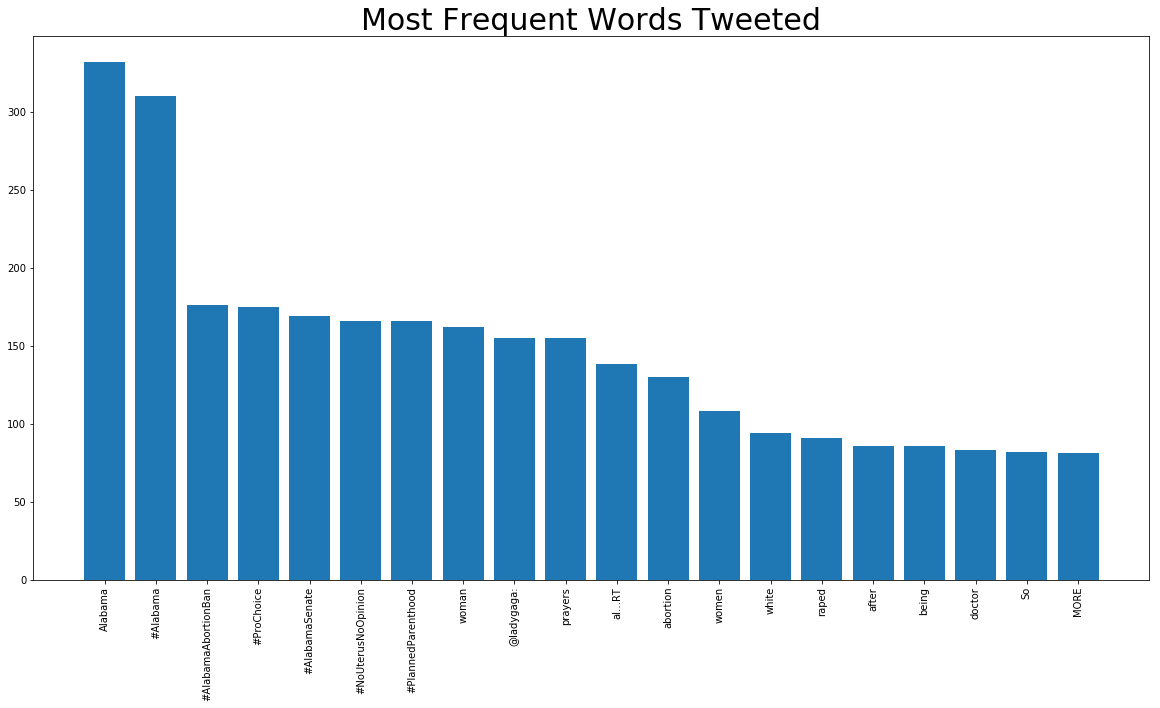 Most Frequent Words Tweeted
300
250
200
150
100
50
0
Alabama
#Alabama
#AlabamaAbortionBan
#ProChoice
#AlabamaSenate
#NoUterusNoOpinion
#PlannedParenthood
woman
@ladygaga:
prayers
al...RT
abortion
women
white
raped
after
being
doctor
So
MORE